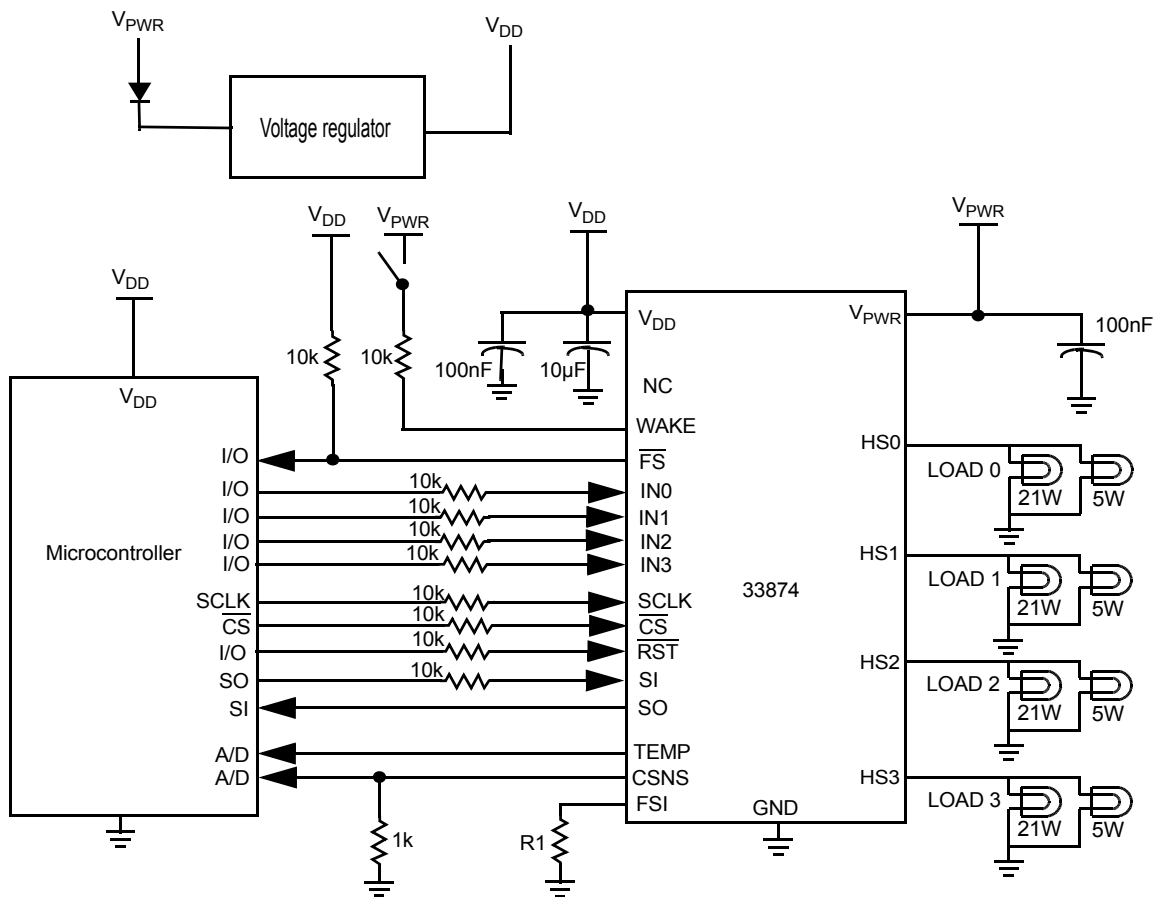 VPWR
VDD
Voltage regulator
VDD
VPWR
VDD
VPWR
VDD
VDD
10k
10k
100nF
10µF
VDD
VPWR
100nF
NC
WAKE
I/O
FS
HS0
LOAD 0
21W
5W
I/O
10k
IN0
I/O
10k
IN1
I/O
10k
IN2
I/O
10k
IN3
Microcontroller
33874
HS1
LOAD 1
21W
5W
SCLK
10k
SCLK
CS
10k
CS
I/O
10k
RST
SO
10k
SI
SI
SO
HS2
LOAD 2
21W
5W
A/D
TEMP
A/D
CSNS
FSI
GND
1k
R1
HS3
LOAD 3
21W
5W